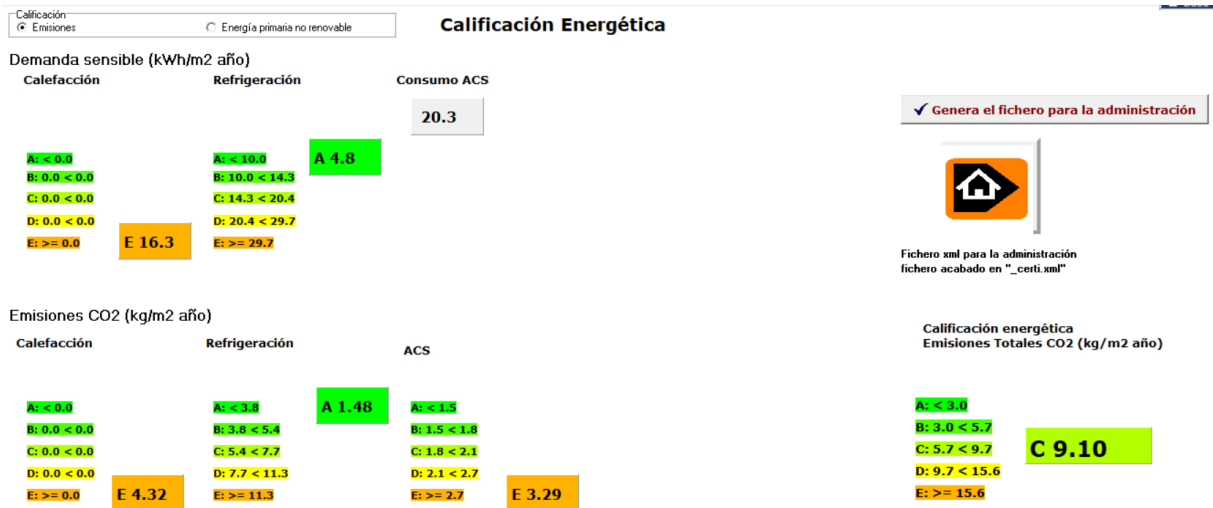 Calificación
Emisiones
Energía primaria no renovable
Calificación Energética
Demanda sensible (kWh/m2 año)
Calefacción
Refrigeración
Consumo ACS
20.3
Genera el fichero para la administración
A: < 0.0
B: 0.0 < 0.0
C: 0.0 < 0.0
D: 0.0 < 0.0
E: >= 0.0
E 16.3
A: < 10.0
B: 10.0 < 14.3
C: 14.3 < 20.4
D: 20.4 < 29.7
E: >= 29.7
A 4.8
Fichero xml para la administración
fichero acabado en "_certi.xml"
Emisiones CO2 (kg/m2 año)
Calefacción
Refrigeración
ACS
Calificación energética
Emisiones Totales CO2 (kg/m2 año)
A: < 0.0
B: 0.0 < 0.0
C: 0.0 < 0.0
D: 0.0 < 0.0
E: >= 0.0
E 4.32
A: < 3.8
B: 3.8 < 5.4
C: 5.4 < 7.7
D: 7.7 < 11.3
E: >= 11.3
A 1.48
A: < 1.5
B: 1.5 < 1.8
C: 1.8 < 2.1
D: 2.1 < 2.7
E: >= 2.7
E 3.29
A: < 3.0
B: 3.0 < 5.7
C: 5.7 < 9.7
D: 9.7 < 15.6
E: >= 15.6
C 9.10